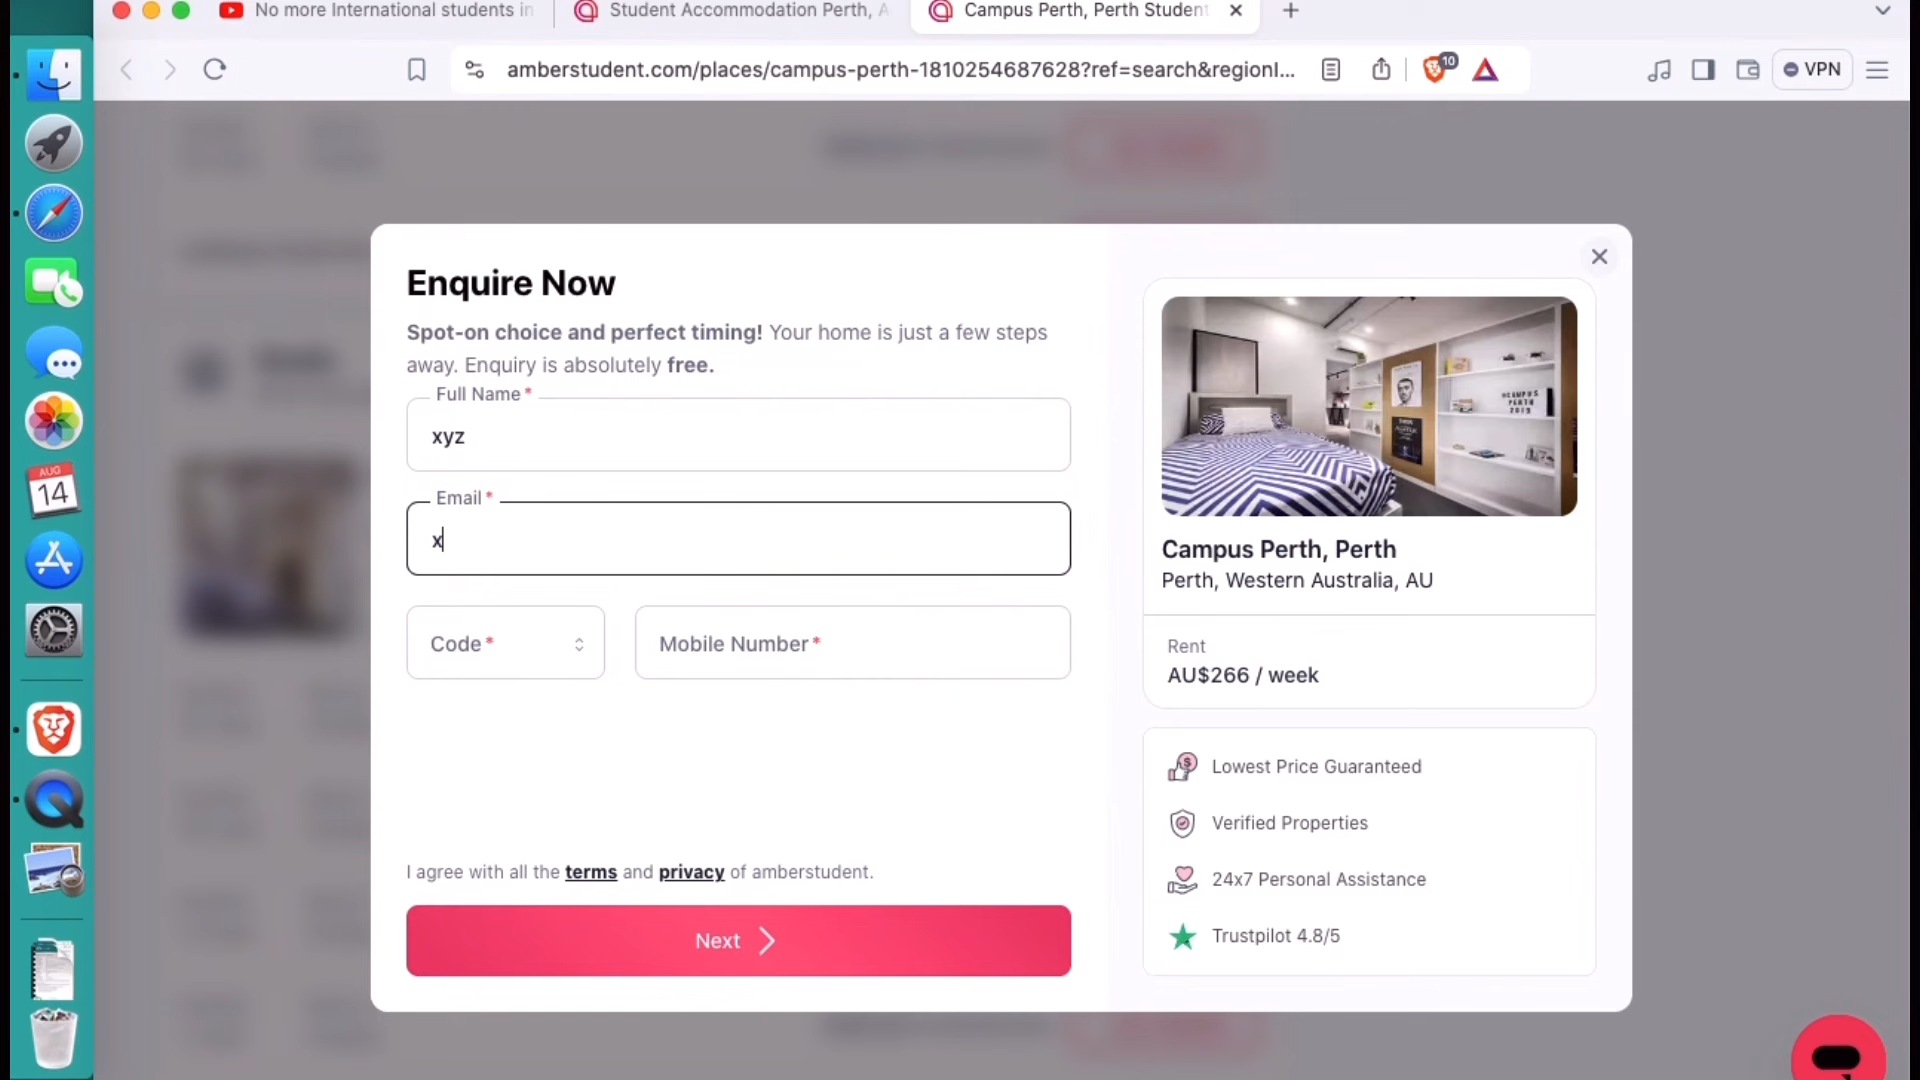 No more International students in
Student Accommodation Perth, A
Campus Perth, Perth Student
amberstudent.com/places/campus-perth-1810254687628?ref=search&regionI...
10
VPN
AUG
14
Enquire Now
Spot-on choice and perfect timing! Your home is just a few steps
away. Enquiry is absolutely free.
Full Name *
xyz
Email *
x
Code *
Mobile Number *
I agree with all the terms and privacy of amberstudent.
Next
CAMPUS
PERTH
2019
Campus Perth, Perth
Perth, Western Australia, AU
Rent
AU$266 / week
Lowest Price Guaranteed
Verified Properties
24x7 Personal Assistance
Trustpilot 4.8/5